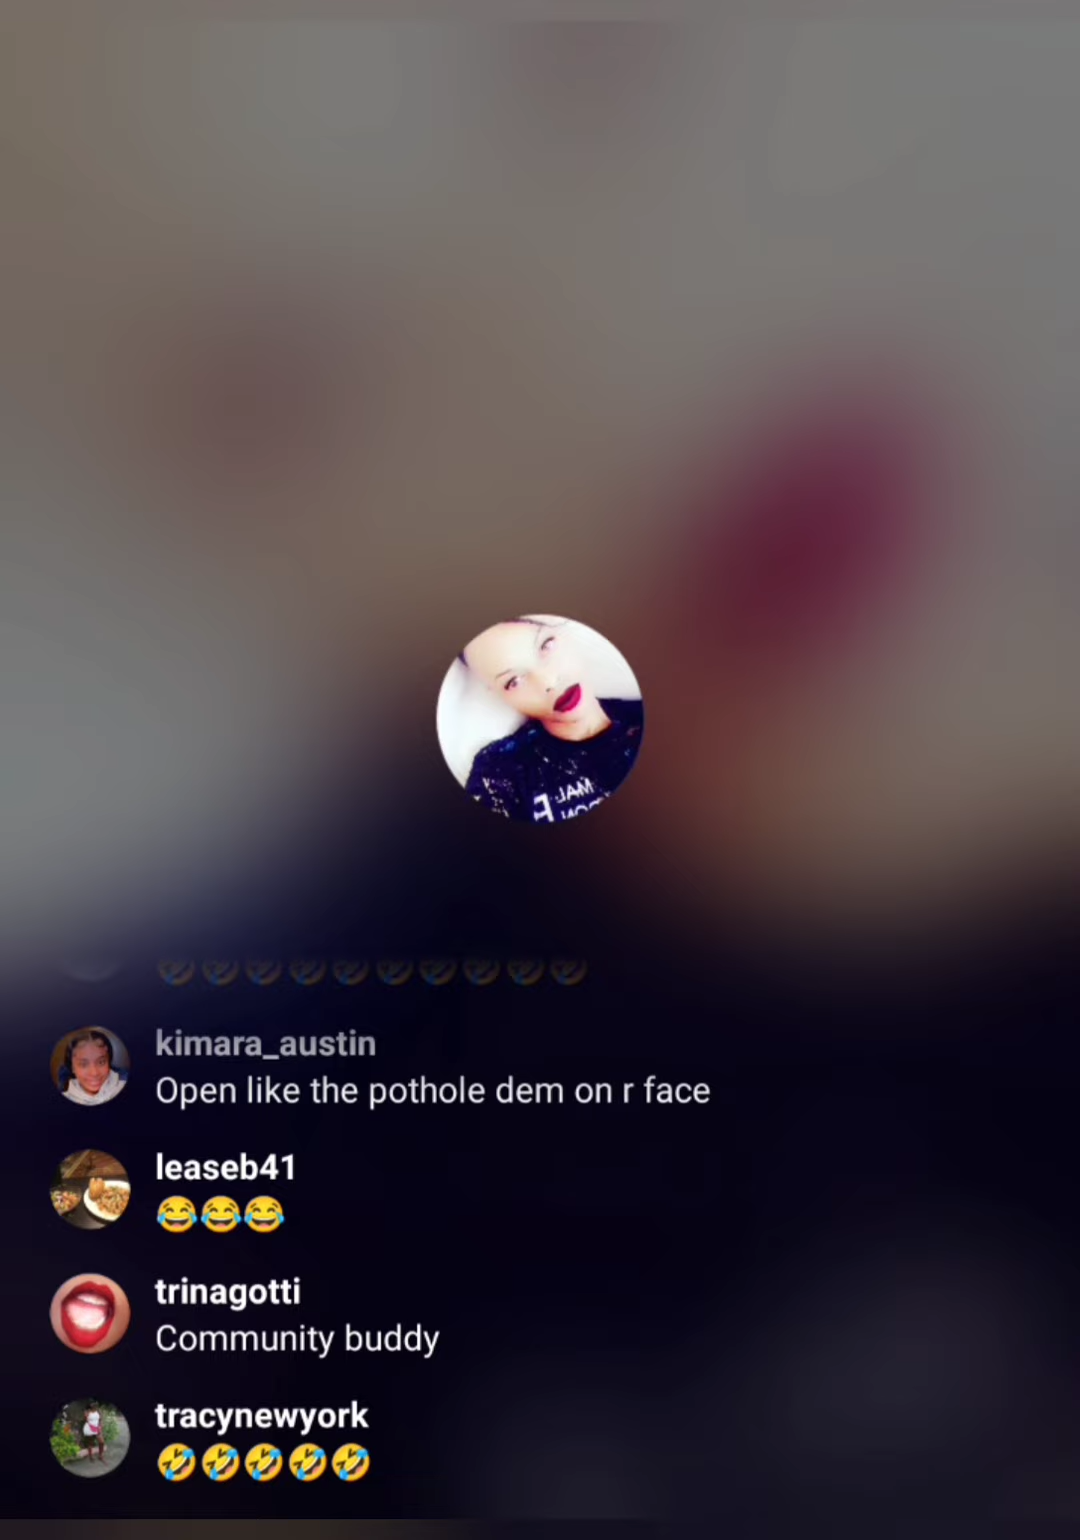 🤣🤣🤣🤣🤣🤣🤣🤣🤣🤣
kimara_austin
Open like the pothole dem on r face
leaseb41
😂😂😂
trinagotti
Community buddy
tracynewyork
🤣🤣🤣🤣🤣